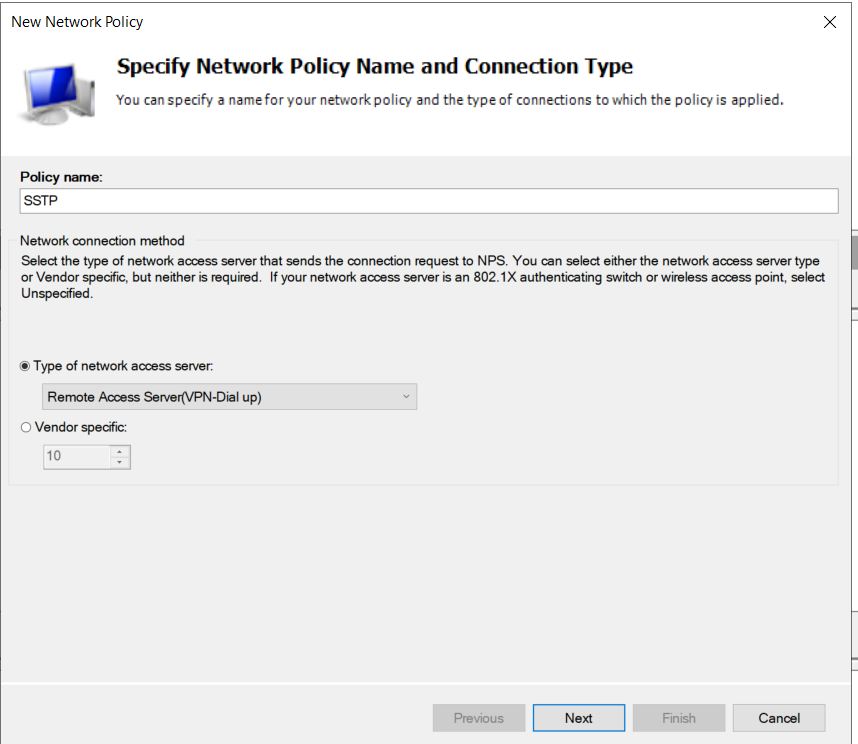 New Network Policy
Specify Network Policy Name and Connection Type
You can specify a name for your network policy and the type of connections to which the policy is applied.
Policy name:
SSTP
Network connection method
Select the type of network access server that sends the connection request to NPS. You can select either the network access server type
or Vendor specific, but neither is required.  If your network access server is an 802.1X authenticating switch or wireless access point, select
Unspecified.
Type of network access server:
Remote Access Server(VPN-Dial up)
Vendor specific:
10
Previous Next Finish Cancel